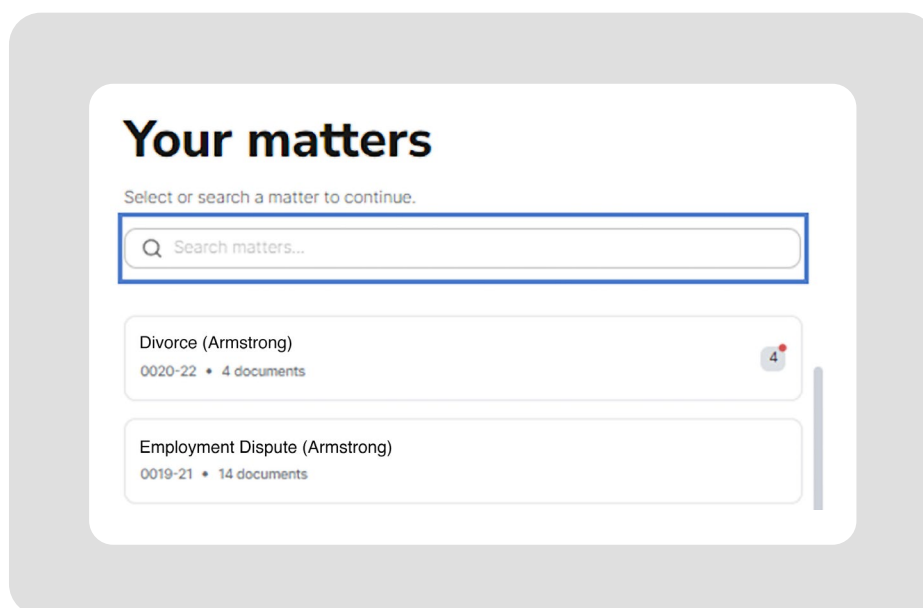 Your matters
Select or search a matter to continue.
Search matters...
Divorce (Armstrong)
4
0020-22 • 4 documents
Employment Dispute (Armstrong)
0019-21 • 14 documents